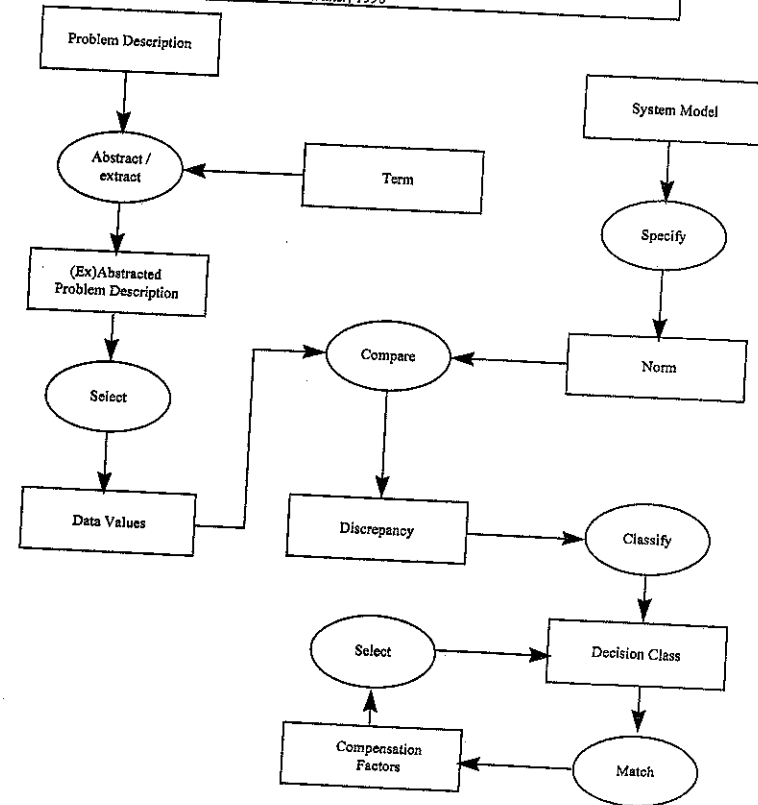 1996
Problem Description
System Model
Abstract /
extract
Term
Specify
(Ex)Abstracted
Problem Description
Compare
Norm
Select
Data Values
Discrepancy
Classify
Select
Decision Class
Compensation
Factors
Match